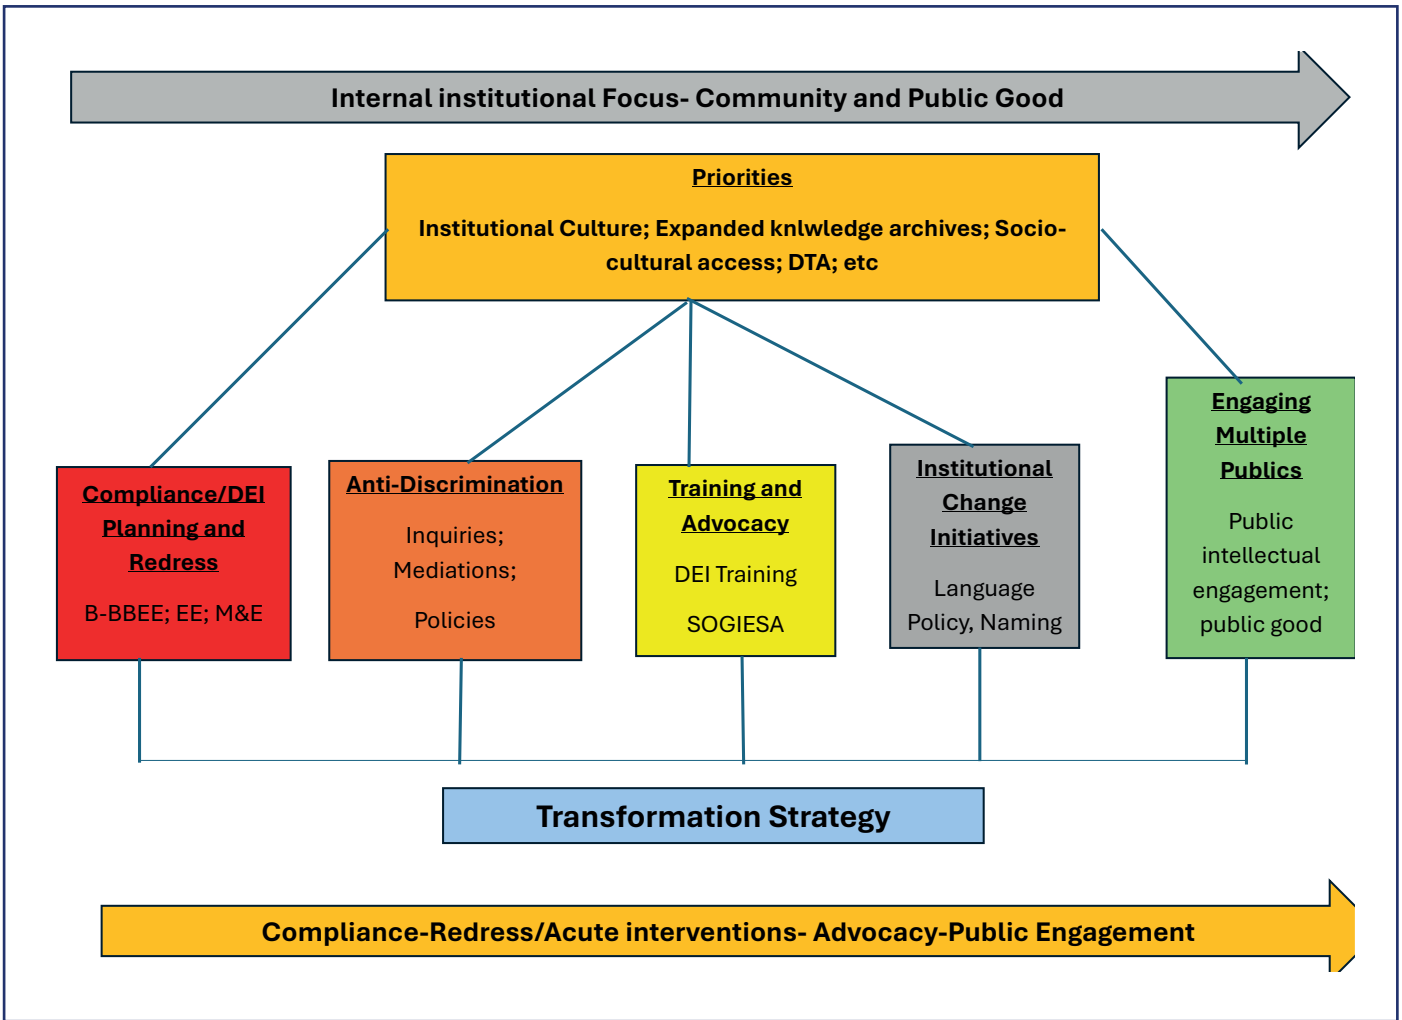 Internal institutional Focus- Community and Public Good
Priorities
Institutional Culture; Expanded knlwledge archives; Socio-
cultural access; DTA; etc
Compliance/DEI
Planning and
Redress
B-BBEE; EE; M&E
Anti-Discrimination
Inquiries;
Mediations;
Policies
Training and
Advocacy
DEI Training
SOGIESA
Institutional
Change
Initiatives
Language
Policy, Naming
Engaging
Multiple
Publics
Public
intellectual
engagement;
public good
Transformation Strategy
Compliance-Redress/Acute interventions- Advocacy-Public Engagement